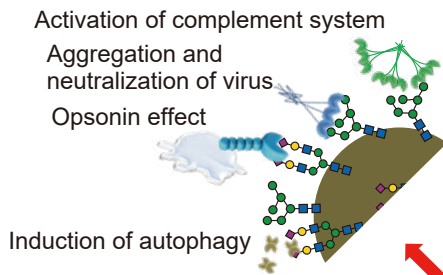 Activation of complement system
Aggregation and
neutralization of virus
Opsonin effect
Induction of autophagy